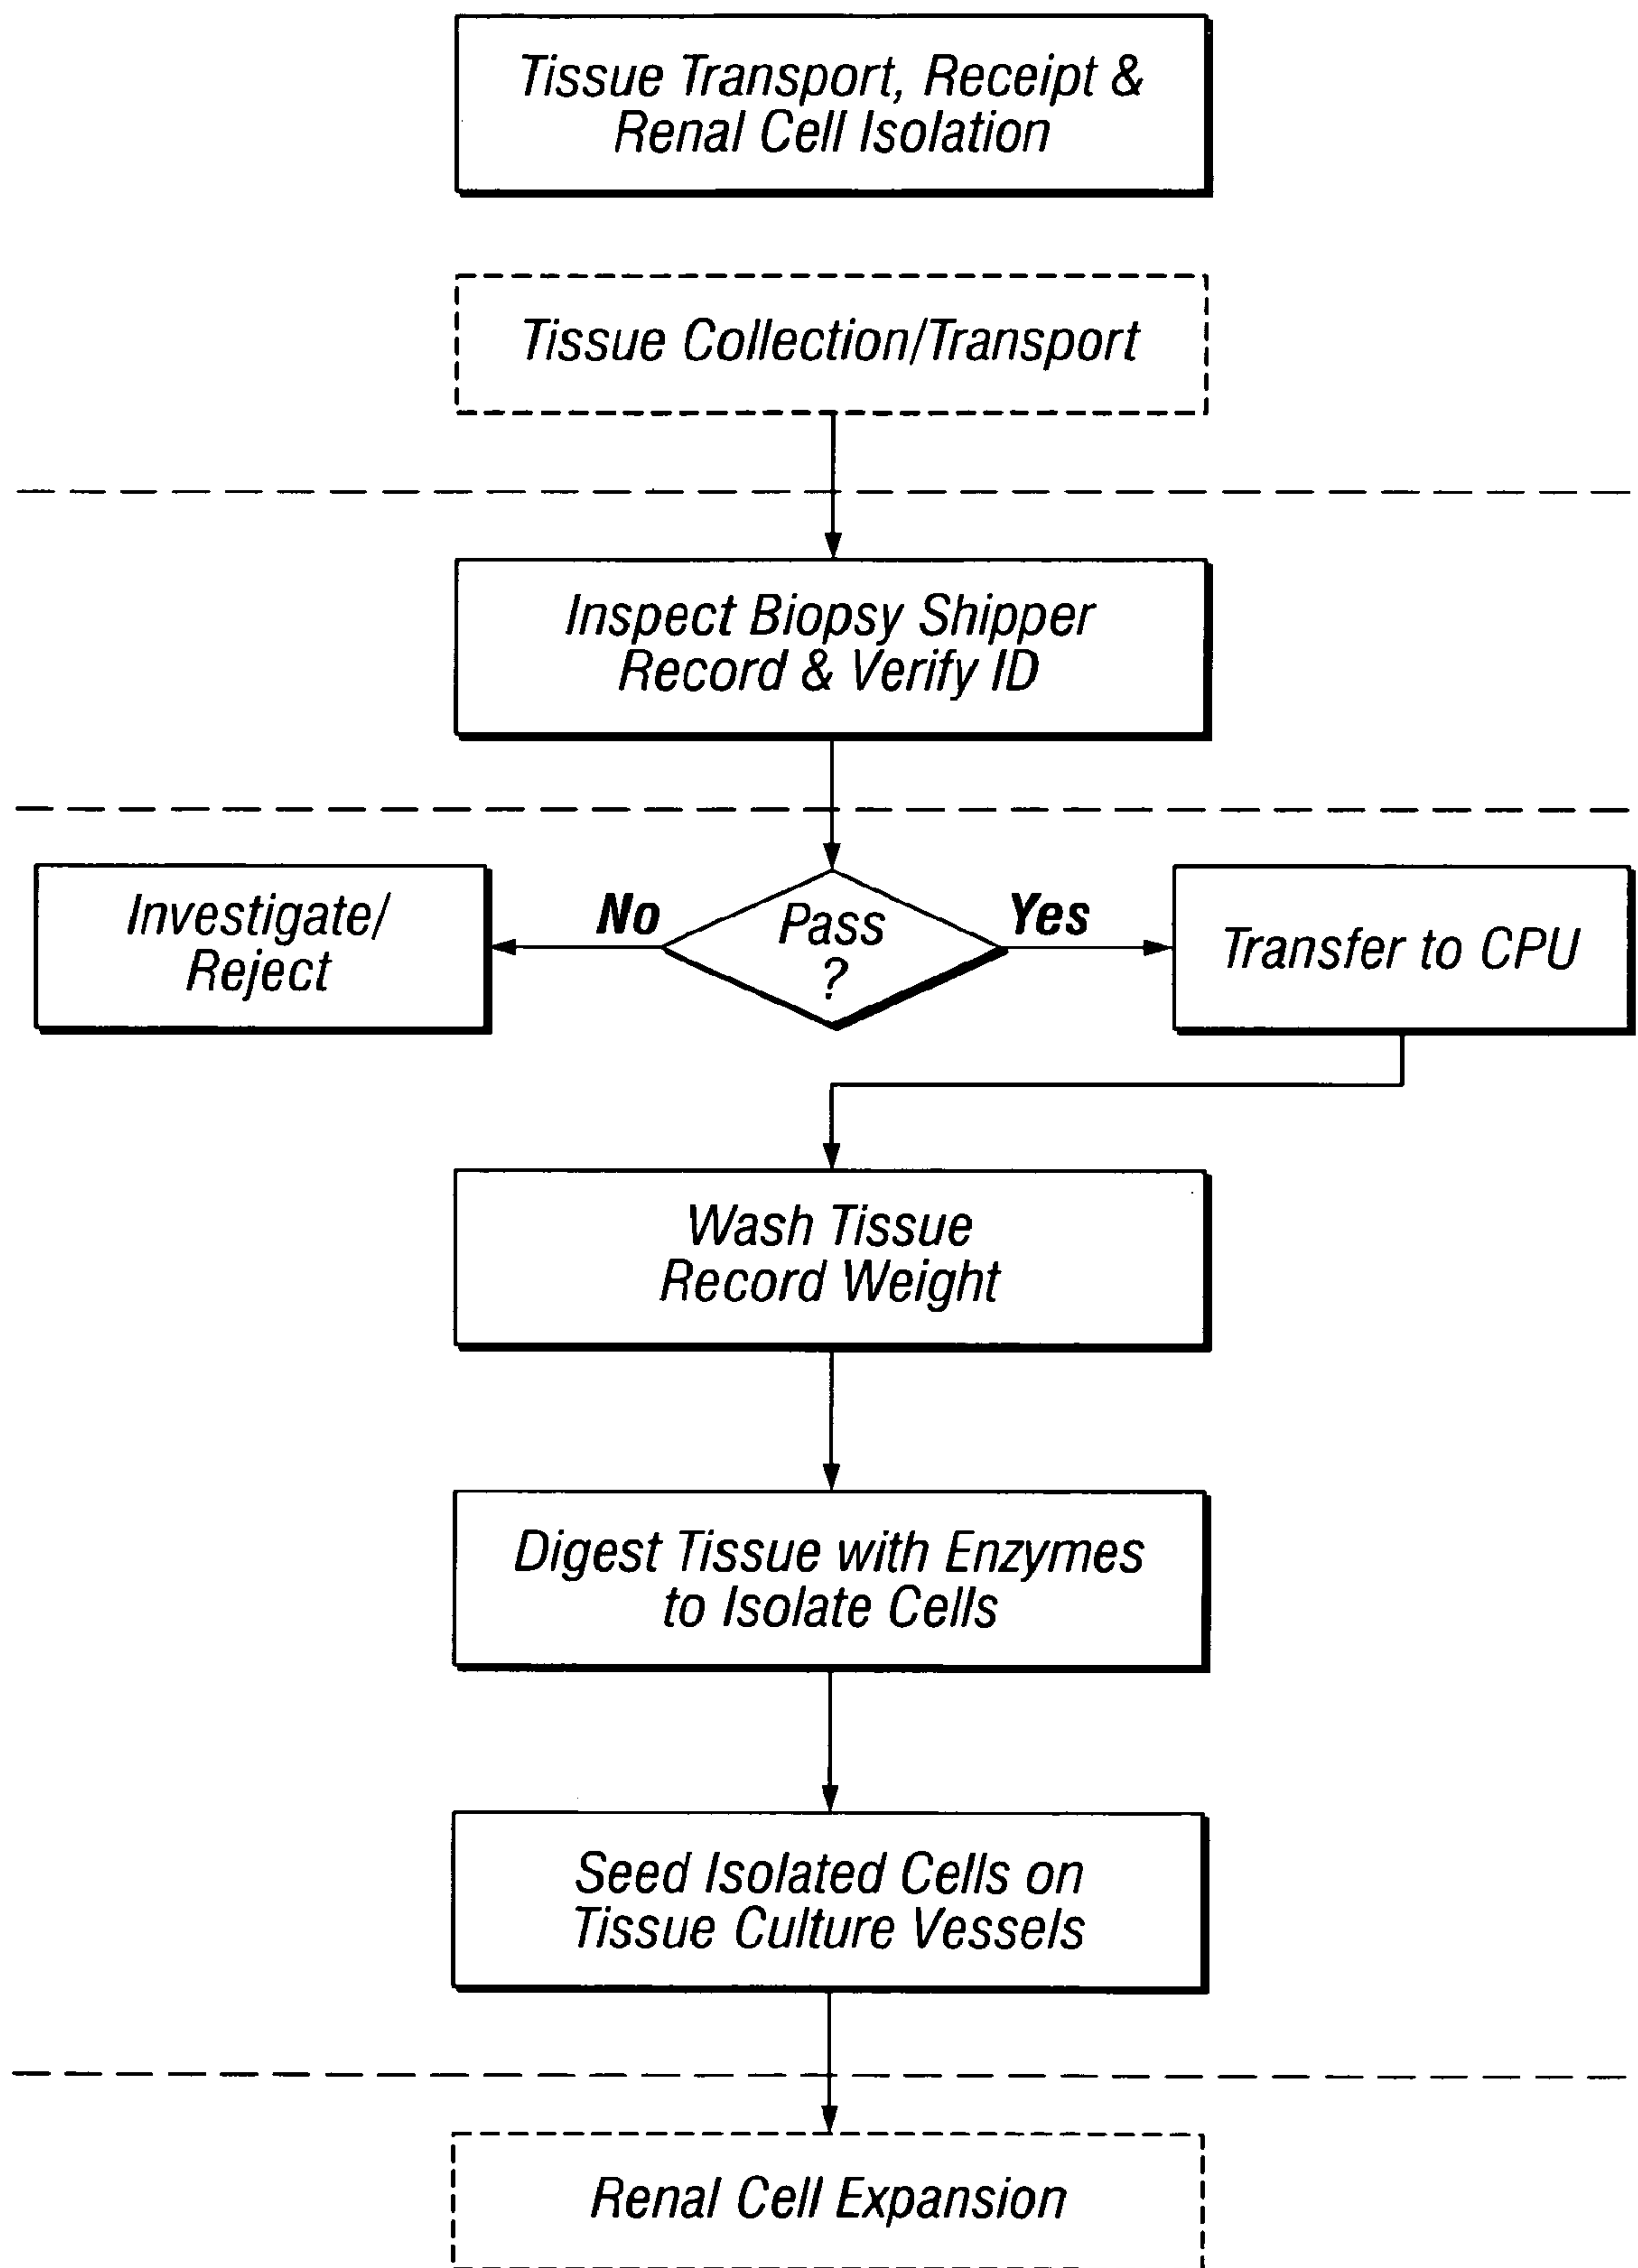 Tissue Transport, Receipt &
Renal Cell Isolation
Tissue Collection/Transport
Inspect Biopsy Shipper
Record & Verify ID
Investigate/
Reject
No
Pass
?
Yes
Transfer to CPU
Wash Tissue
Record Weight
Digest Tissue with Enzymes
to Isolate Cells
Seed Isolated Cells on
Tissue Culture Vessels
Renal Cell Expansion